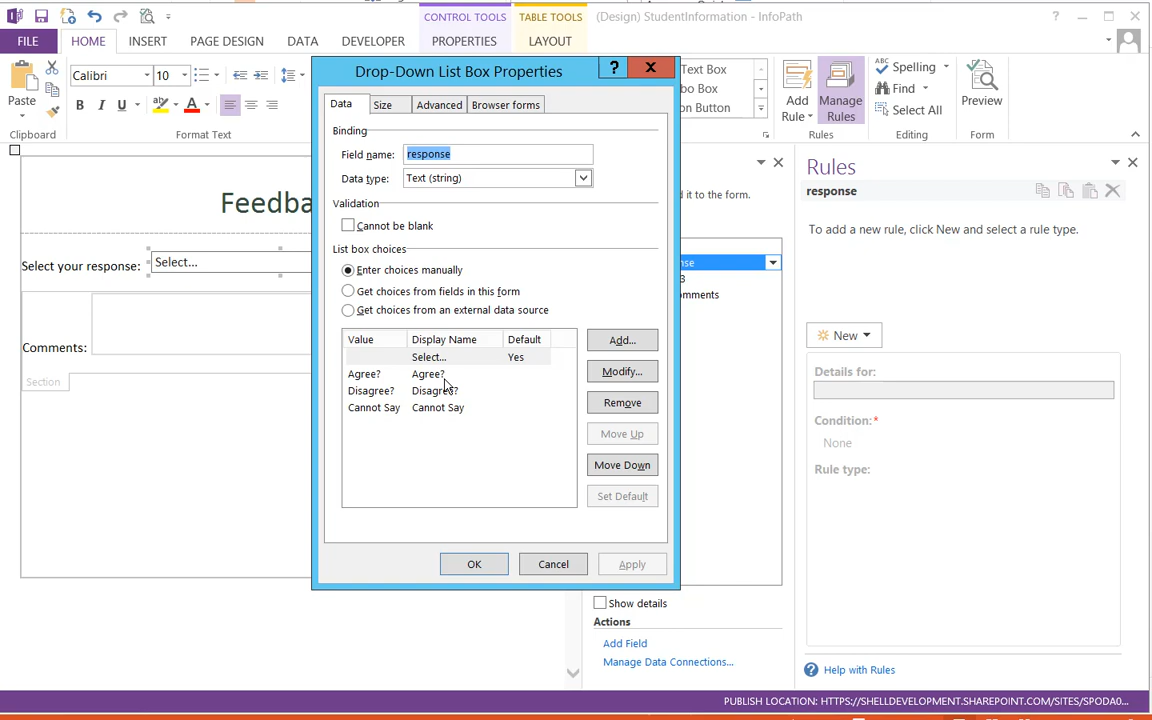 CONTROL TOOLS TABLE TOOLS (Design) StudentInformation - InfoPath ?
FILE HOME INSERT PAGE DESIGN DATA DEVELOPER PROPERTIES LAYOUT
Paste
Clipboard
Calibri 10
B I U A
Format Text
Text Box
bo Box
on Button
Add Rule
Manage Rules
Rules
Spelling
Find
Select All
Editing
Preview
Form
Feedba
Select your response: Select...
Comments:
Section
Drop-Down List Box Properties ?
Data Size Advanced Browser forms
Binding
Field name: response
Data type: Text (string)
Validation
Cannot be blank
List box choices
Enter choices manually
Get choices from fields in this form
Get choices from an external data source
Value Display Name Default
Select... Yes
Agree? Agree?
Disagree? Disagree?
Cannot Say Cannot Say
Add...
Modify...
Remove
Move Up
Move Down
Set Default
OK Cancel Apply
d it to the form.
nse
3
omments
Show details
Actions
Add Field
Manage Data Connections...
Rules
response
To add a new rule, click New and select a rule type.
New
Details for:
Condition: *
None
Rule type:
Help with Rules
PUBLISH LOCATION: HTTPS://SHELLDEVELOPMENT.SHAREPOINT.COM/SITES/SPODA0...